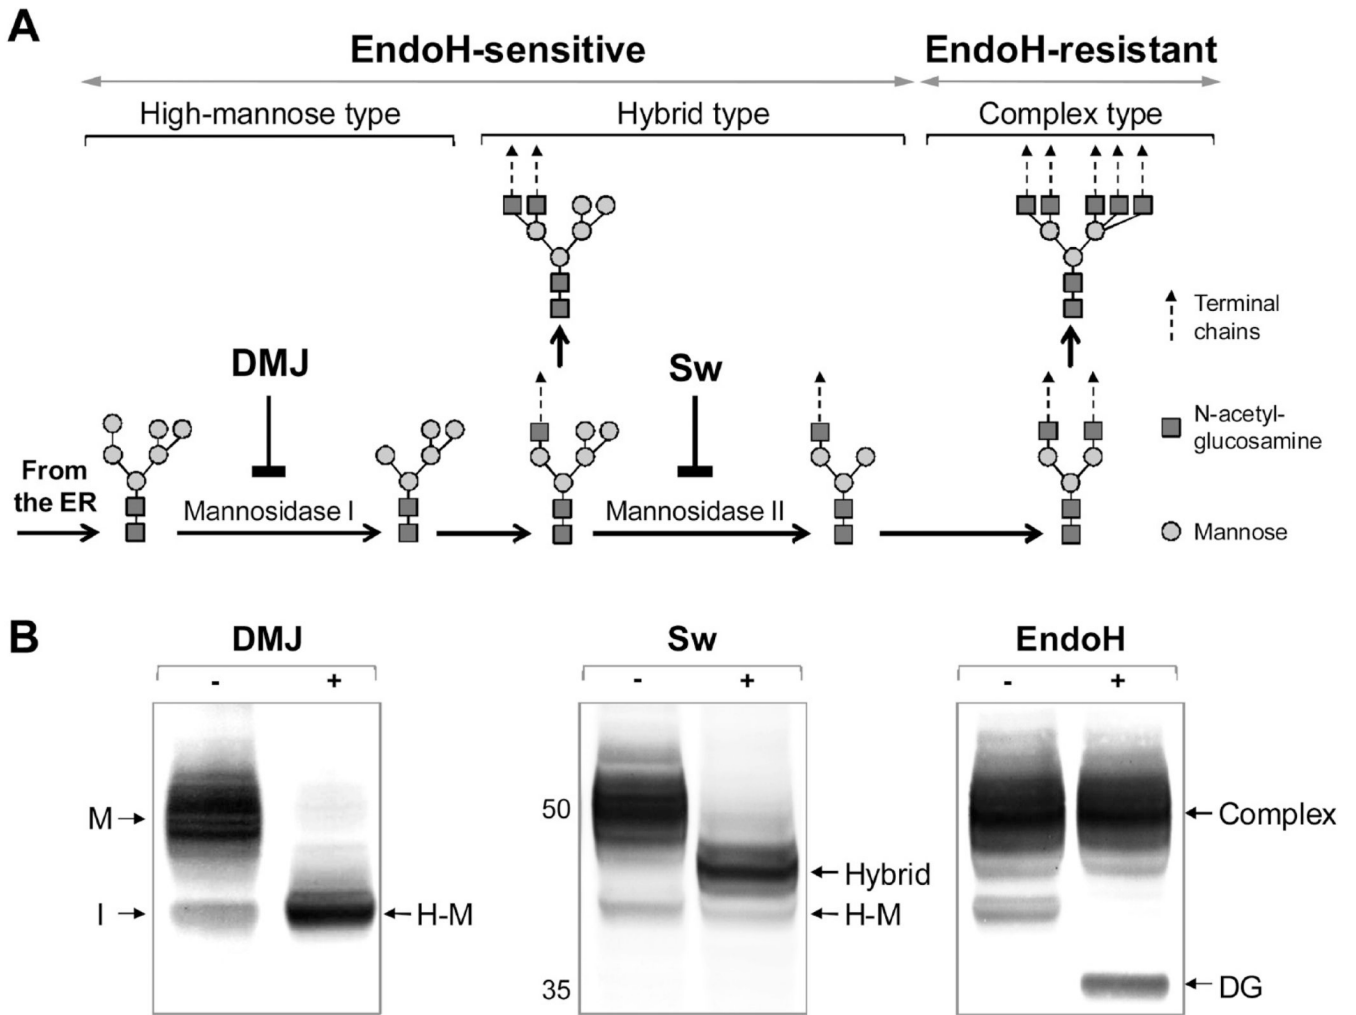 A
EndoH-sensitive
EndoH-resistant
High-mannose type
Hybrid type
Complex type
Terminal
chains
DMJ
Sw
N-acetyl-
glucosamine
From
the ER
Mannosidase I
Mannosidase II
Mannose
B
DMJ
Sw
EndoH
- +
- +
- +
M
50
Complex
Hybrid
I
H-M
H-M
35
DG